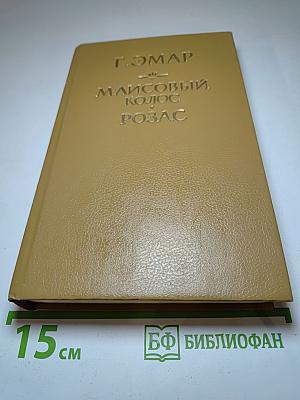 Г. ЭМАР
МАИСОВЫЙ
КОЛОС
РОЗАС
15 см
БФ БИБЛИОФАН